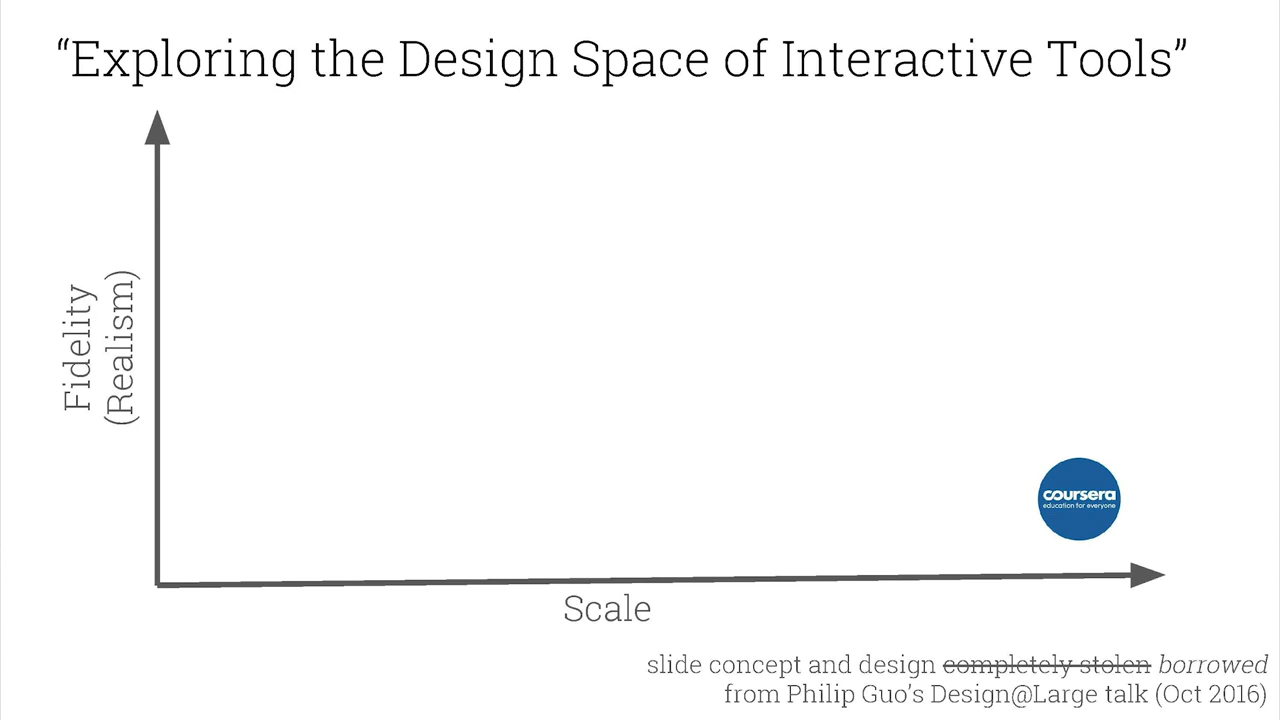 “Exploring the Design Space of Interactive Tools”
Fidelity
(Realism)
coursera
education for everyone
Scale
slide concept and design completely stolen borrowed
from Philip Guo’s Design@Large talk (Oct 2016)